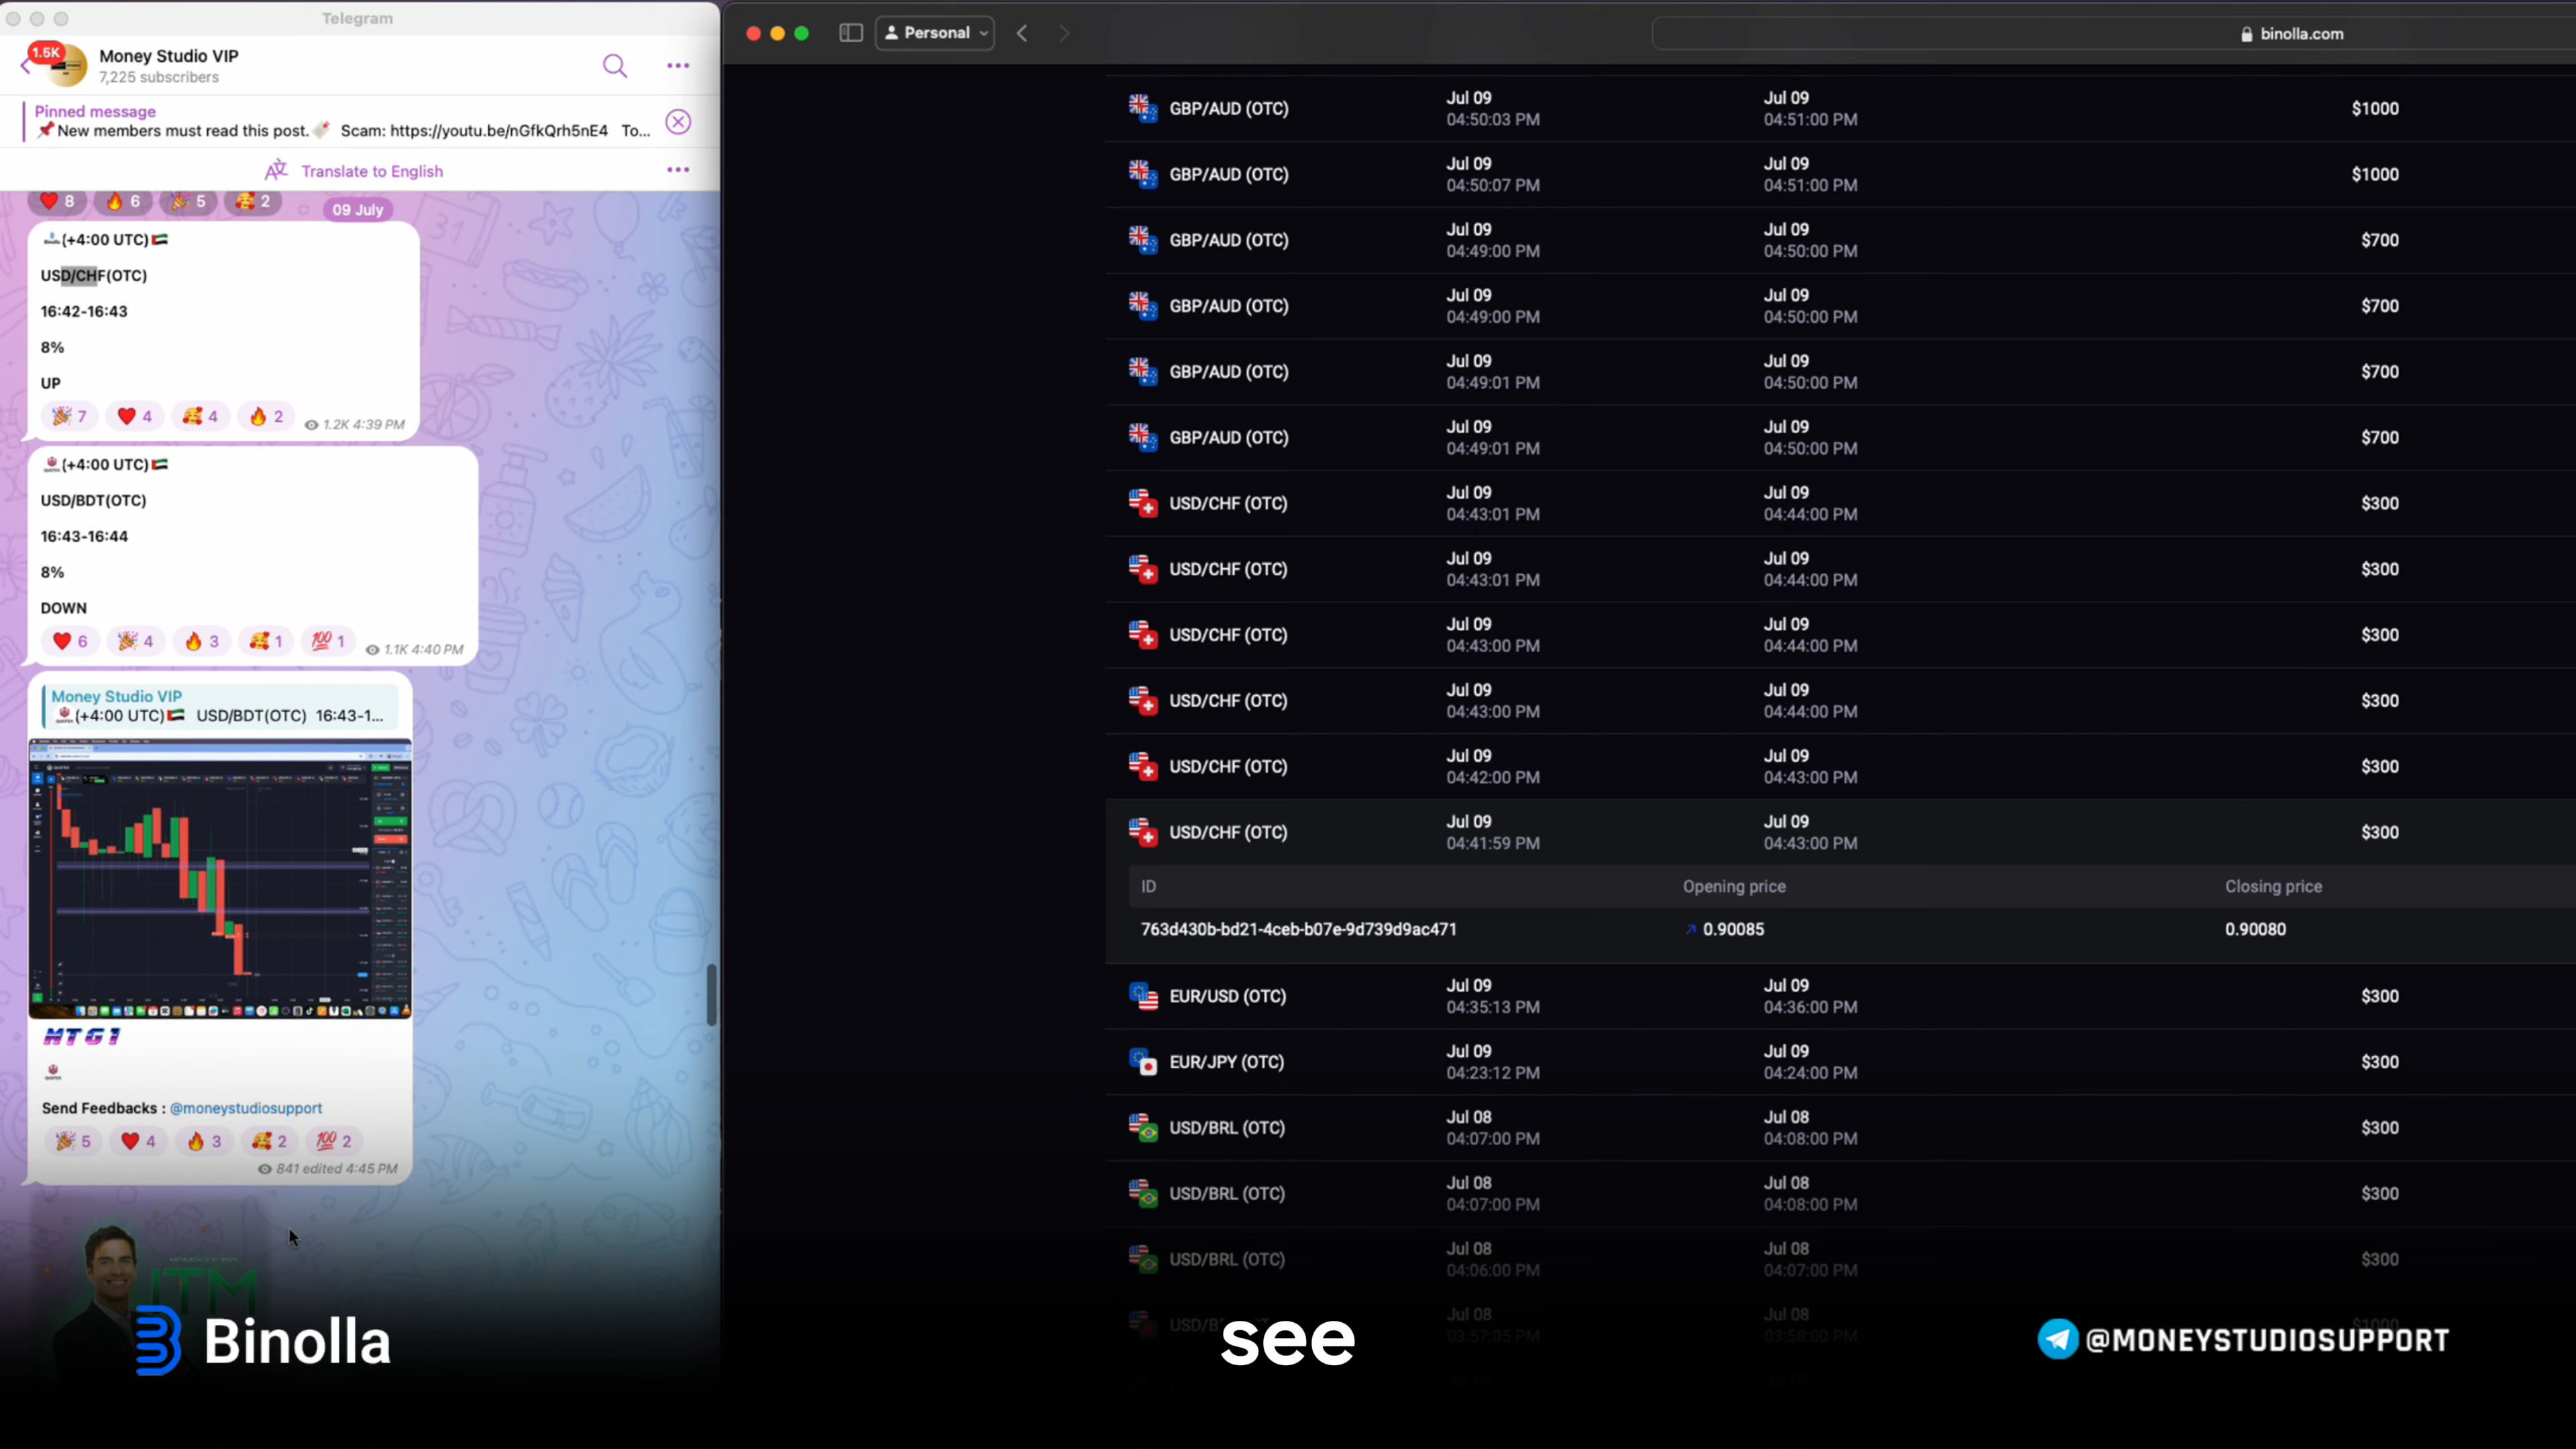 Telegram
1.5K
Money Studio VIP
7,225 subscribers
Pinned message
📌New members must read this post. Scam: https://youtu.be/nGfkQrh5nE4 To...
Translate to English
❤️ 8 🔥 6 🎉 5 🥰 2
09 July
(+4:00 UTC)🇦🇪
USD/CHF(OTC)
16:42-16:43
8%
UP
🎉 7 ❤️ 4 🥰 4 🔥 2
1.2K 4:39 PM
(+4:00 UTC)🇦🇪
USD/BDT(OTC)
16:43-16:44
8%
DOWN
❤️ 6 🎉 4 🔥 3 🥰 1 💯 1
1.1K 4:40 PM
Money Studio VIP
(+4:00 UTC)🇦🇪 USD/BDT(OTC) 16:43-1...
MTG1
Send Feedbacks : @moneystudiosupport
🎉 5 ❤️ 4 🔥 3 🥰 2 💯 2
841 edited 4:45 PM
ITM
Binolla
Personal
binolla.com
GBP/AUD (OTC) Jul 09 Jul 09 $1000
04:50:03 PM 04:51:00 PM
GBP/AUD (OTC) Jul 09 Jul 09 $1000
04:50:07 PM 04:51:00 PM
GBP/AUD (OTC) Jul 09 Jul 09 $700
04:49:00 PM 04:50:00 PM
GBP/AUD (OTC) Jul 09 Jul 09 $700
04:49:00 PM 04:50:00 PM
GBP/AUD (OTC) Jul 09 Jul 09 $700
04:49:01 PM 04:50:00 PM
GBP/AUD (OTC) Jul 09 Jul 09 $700
04:49:01 PM 04:50:00 PM
USD/CHF (OTC) Jul 09 Jul 09 $300
04:43:01 PM 04:44:00 PM
USD/CHF (OTC) Jul 09 Jul 09 $300
04:43:01 PM 04:44:00 PM
USD/CHF (OTC) Jul 09 Jul 09 $300
04:43:00 PM 04:44:00 PM
USD/CHF (OTC) Jul 09 Jul 09 $300
04:43:00 PM 04:44:00 PM
USD/CHF (OTC) Jul 09 Jul 09 $300
04:42:00 PM 04:43:00 PM
USD/CHF (OTC) Jul 09 Jul 09 $300
04:41:59 PM 04:43:00 PM
ID Opening price Closing price
763d430b-bd21-4ceb-b07e-9d739d9ac471 0.90085 0.90080
EUR/USD (OTC) Jul 09 Jul 09 $300
04:35:13 PM 04:36:00 PM
EUR/JPY (OTC) Jul 09 Jul 09 $300
04:23:12 PM 04:24:00 PM
USD/BRL (OTC) Jul 08 Jul 08 $300
04:07:00 PM 04:08:00 PM
USD/BRL (OTC) Jul 08 Jul 08 $300
04:07:00 PM 04:08:00 PM
USD/BRL (OTC) Jul 08 Jul 08 $300
04:06:00 PM 04:07:00 PM
Jul 08 Jul 08 $1000
03:57:05 PM 03:58:00 PM
see
@MONEYSTUDIOSUPPORT